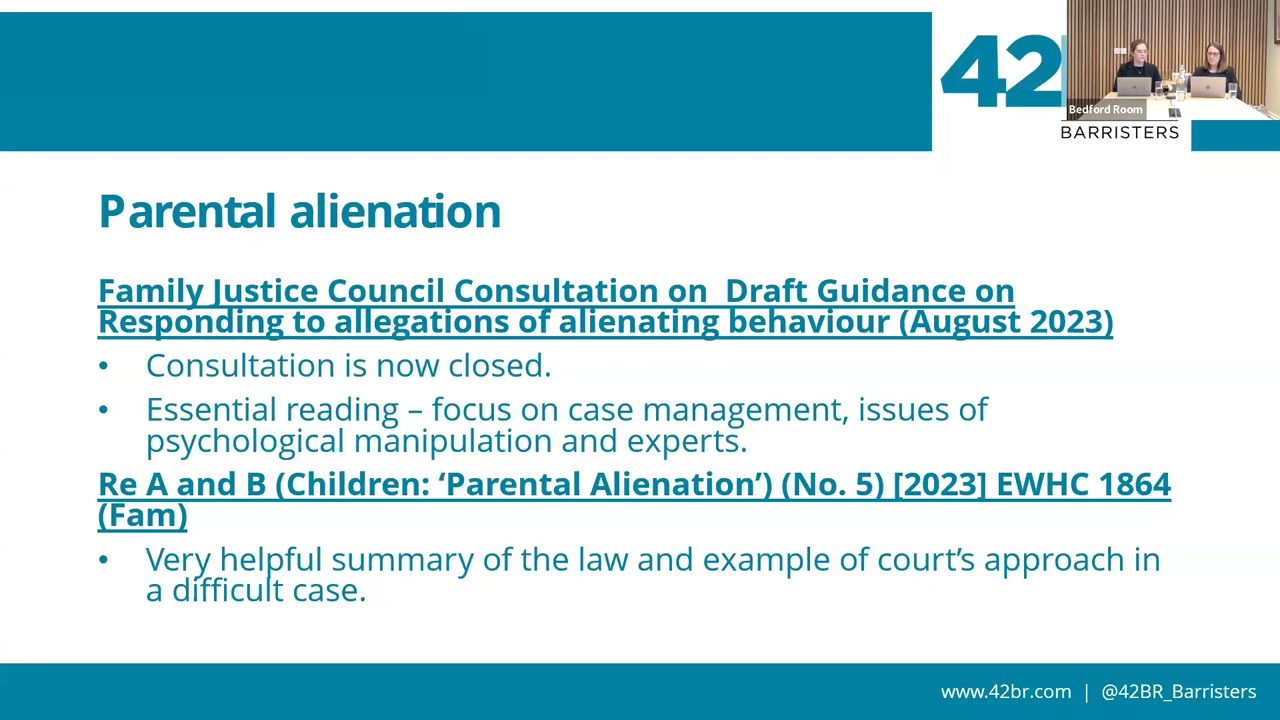 42
Bedford Room
BARRISTERS
Parental alienation
Family Justice Council Consultation on  Draft Guidance on
Responding to allegations of alienating behaviour (August 2023)
• Consultation is now closed.
• Essential reading – focus on case management, issues of
psychological manipulation and experts.
Re A and B (Children: ‘Parental Alienation’) (No. 5) [2023] EWHC 1864
(Fam)
• Very helpful summary of the law and example of court’s approach in
a difficult case.
www.42br.com | @42BR_Barristers